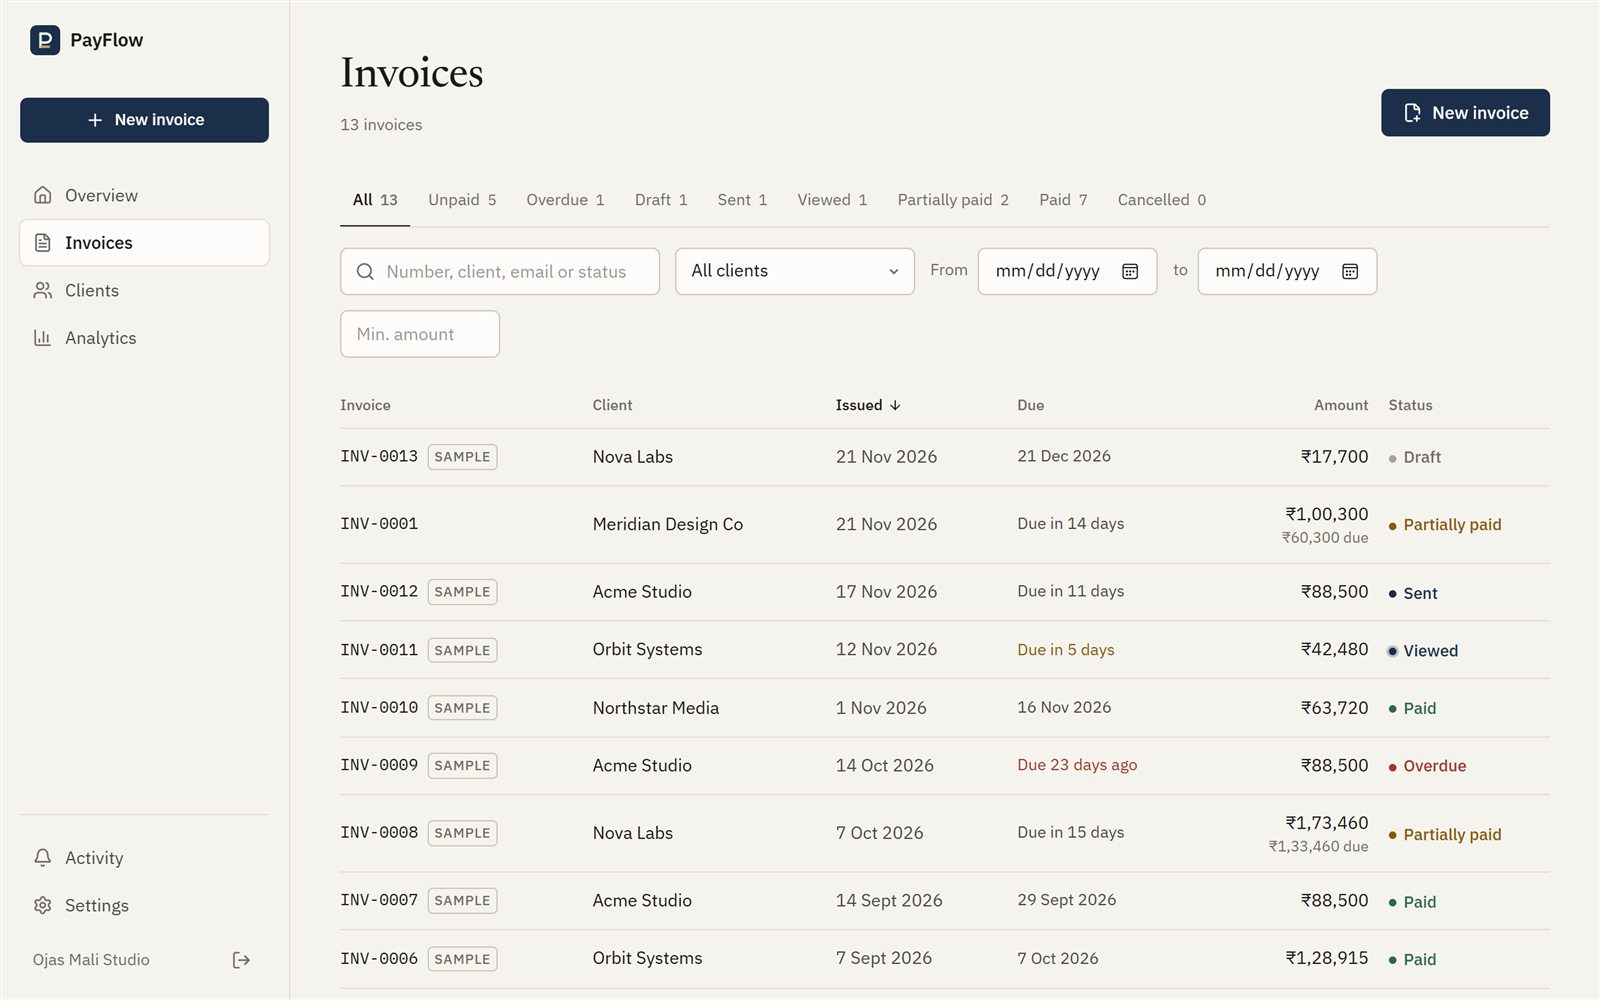 PayFlow
New invoice
Overview
Invoices
Clients
Analytics
Activity
Settings
Ojas Mali Studio
Invoices
13 invoices
New invoice
All 13 Unpaid 5 Overdue 1 Draft 1 Sent 1 Viewed 1 Partially paid 2 Paid 7 Cancelled 0
Number, client, email or status All clients From mm/dd/yyyy to mm/dd/yyyy
Min. amount
Invoice Client Issued ↓ Due Amount Status
INV-0013 SAMPLE Nova Labs 21 Nov 2026 21 Dec 2026 ₹17,700 Draft
INV-0001 Meridian Design Co 21 Nov 2026 Due in 14 days ₹1,00,300 Partially paid
₹60,300 due
INV-0012 SAMPLE Acme Studio 17 Nov 2026 Due in 11 days ₹88,500 Sent
INV-0011 SAMPLE Orbit Systems 12 Nov 2026 Due in 5 days ₹42,480 Viewed
INV-0010 SAMPLE Northstar Media 1 Nov 2026 16 Nov 2026 ₹63,720 Paid
INV-0009 SAMPLE Acme Studio 14 Oct 2026 Due 23 days ago ₹88,500 Overdue
INV-0008 SAMPLE Nova Labs 7 Oct 2026 Due in 15 days ₹1,73,460 Partially paid
₹1,33,460 due
INV-0007 SAMPLE Acme Studio 14 Sept 2026 29 Sept 2026 ₹88,500 Paid
INV-0006 SAMPLE Orbit Systems 7 Sept 2026 7 Oct 2026 ₹1,28,915 Paid